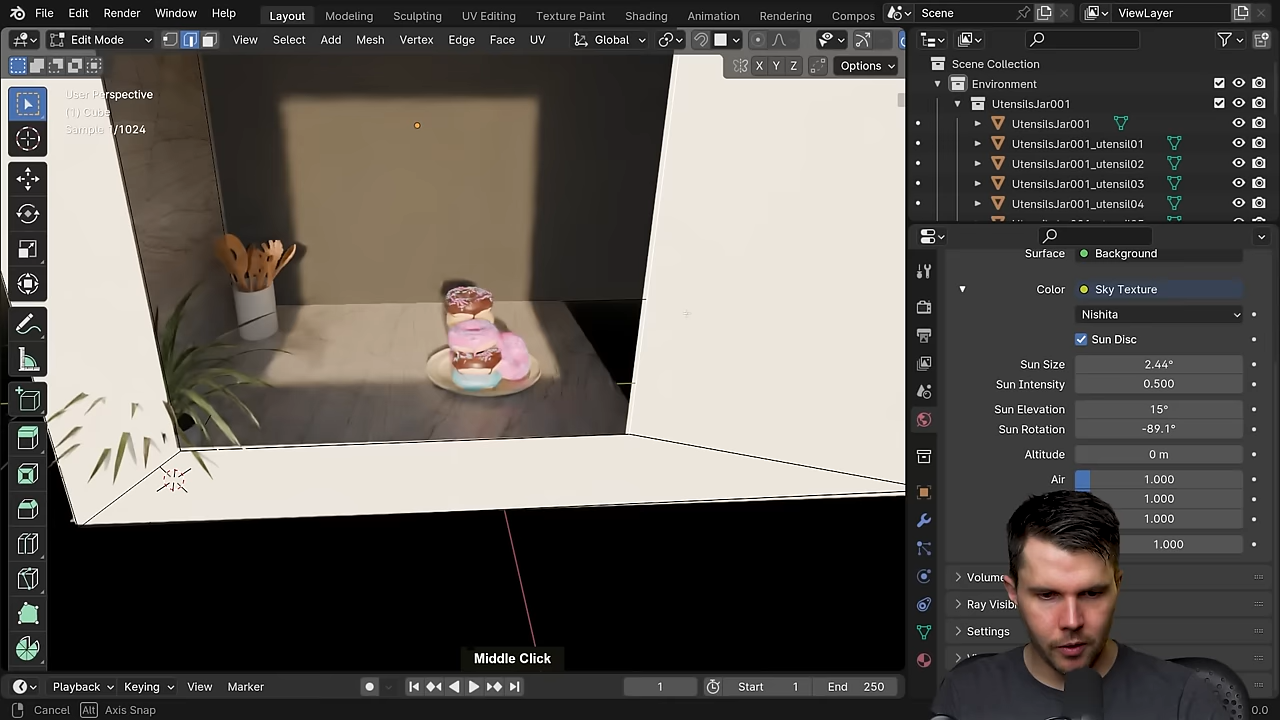 File Edit Render Window Help Layout Modeling Sculpting UV Editing Texture Paint Shading Animation Rendering Compos Scene ViewLayer
Edit Mode View Select Add Mesh Vertex Edge Face UV Global
X Y Z Options
User Perspective
(1) Cube
Sample 1/1024
Scene Collection
Environment
UtensilsJar001
UtensilsJar001
UtensilsJar001_utensil01
UtensilsJar001_utensil02
UtensilsJar001_utensil03
UtensilsJar001_utensil04
Surface Background
Color Sky Texture
Nishita
Sun Disc
Sun Size 2.44°
Sun Intensity 0.500
Sun Elevation 15°
Sun Rotation -89.1°
Altitude 0 m
Air 1.000
1.000
1.000
1.000
Volume
Ray Visibi
Settings
Middle Click
Playback Keying View Marker 1 Start 1 End 250
Cancel Alt Axis Snap 0.0